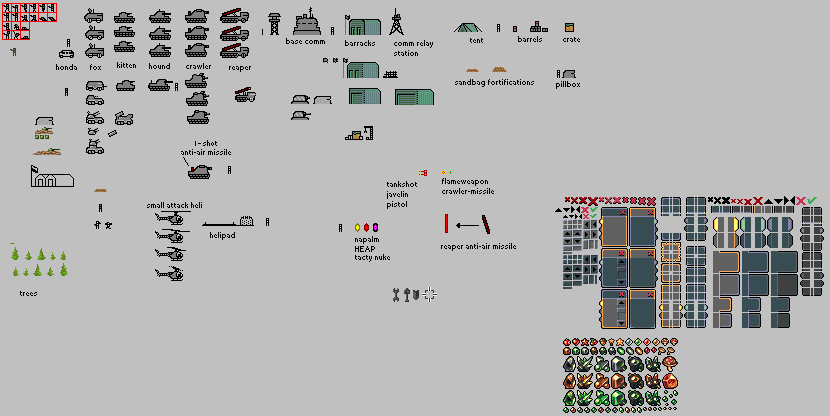 honda
fox
kitten
hound
crawler
reaper
base comm
barracks
comm relay
station
tent
barrels
crate
sandbag fortifications
pillbox
1-shot
anti-air missile
tankshot
javelin
pistol
flameweapon
crawler-missile
small attack heli
helipad
napalm
HEAP
tacty nuke
reaper anti-air missile
trees